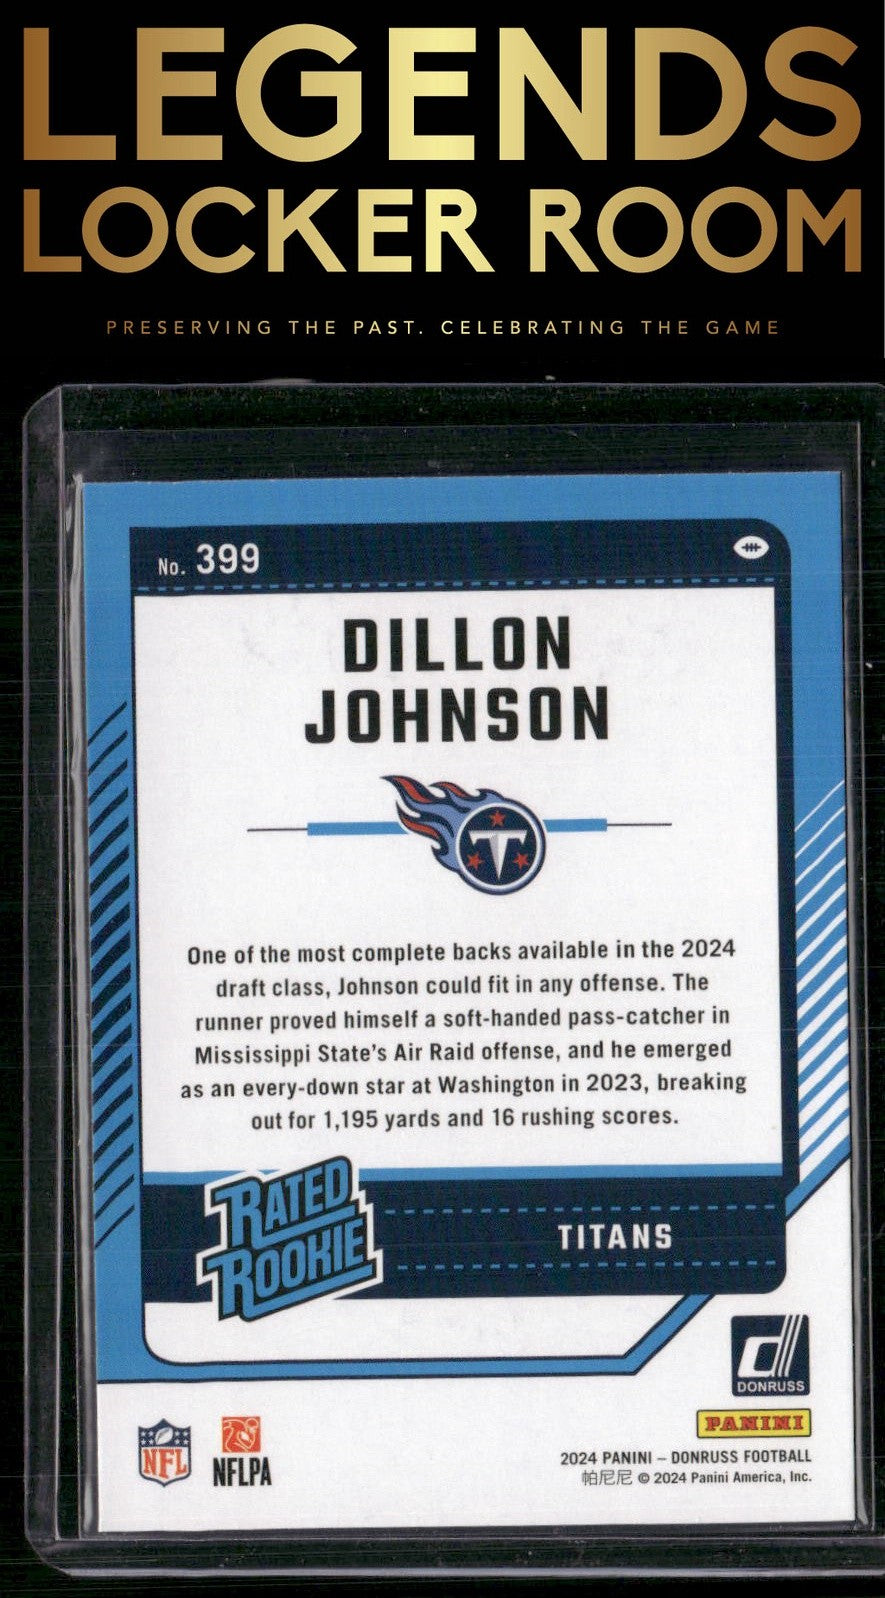 LEGENDS
LOCKER ROOM
PRESERVING THE PAST. CELEBRATING THE GAME
No. 399
DILLON
JOHNSON
T
One of the most complete backs available in the 2024
draft class, Johnson could fit in any offense. The
runner proved himself a soft-handed pass-catcher in
Mississippi State's Air Raid offense, and he emerged
as an every-down star at Washington in 2023, breaking
out for 1,195 yards and 16 rushing scores.
RATED
ROOKIE
TITANS
d
DONRUSS
PANINI
NFL
NFLPA
2024 PANINI – DONRUSS FOOTBALL
帕尼尼 © 2024 Panini America, Inc.